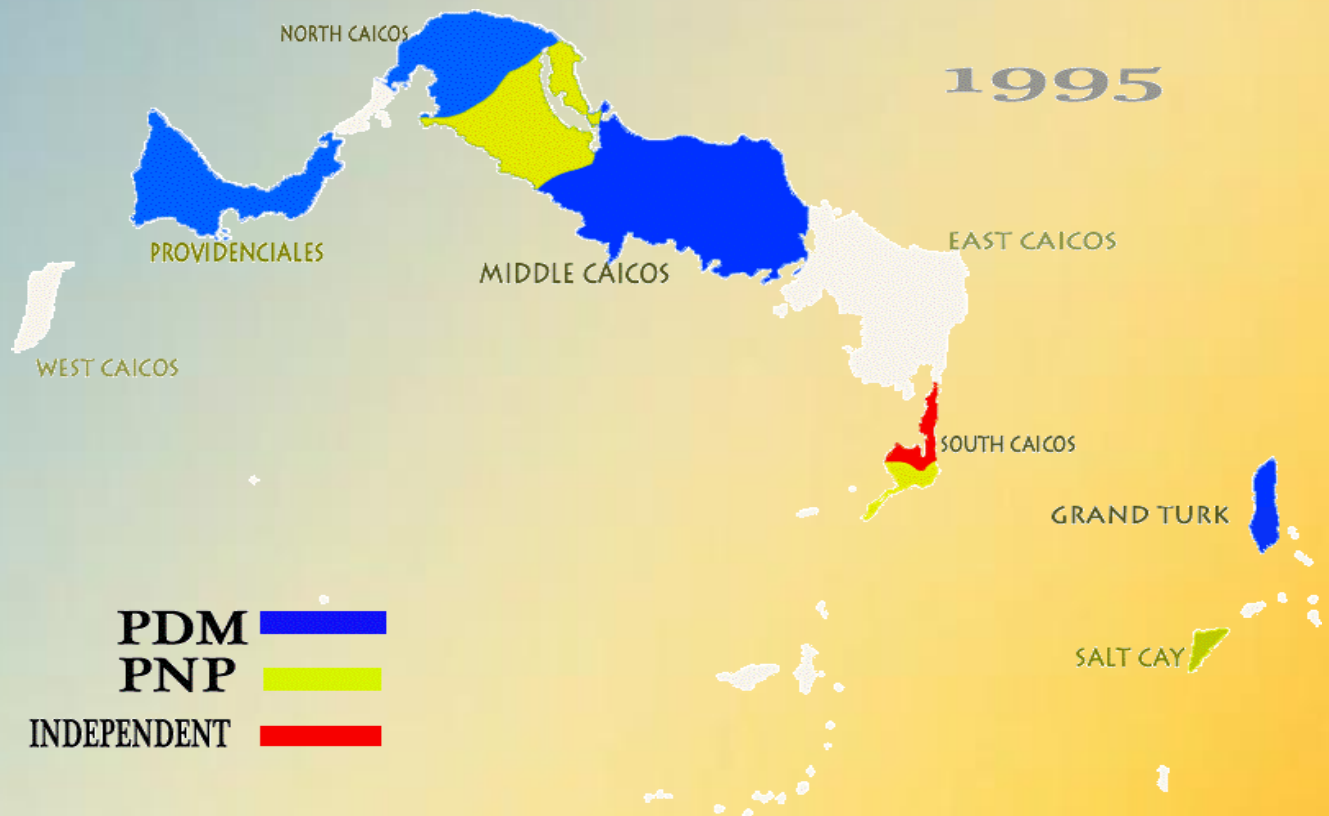 NORTH CAICOS
1995
PROVIDENCIALES
MIDDLE CAICOS
EAST CAICOS
WEST CAICOS
SOUTH CAICOS
GRAND TURK
SALT CAY
PDM
PNP
INDEPENDENT